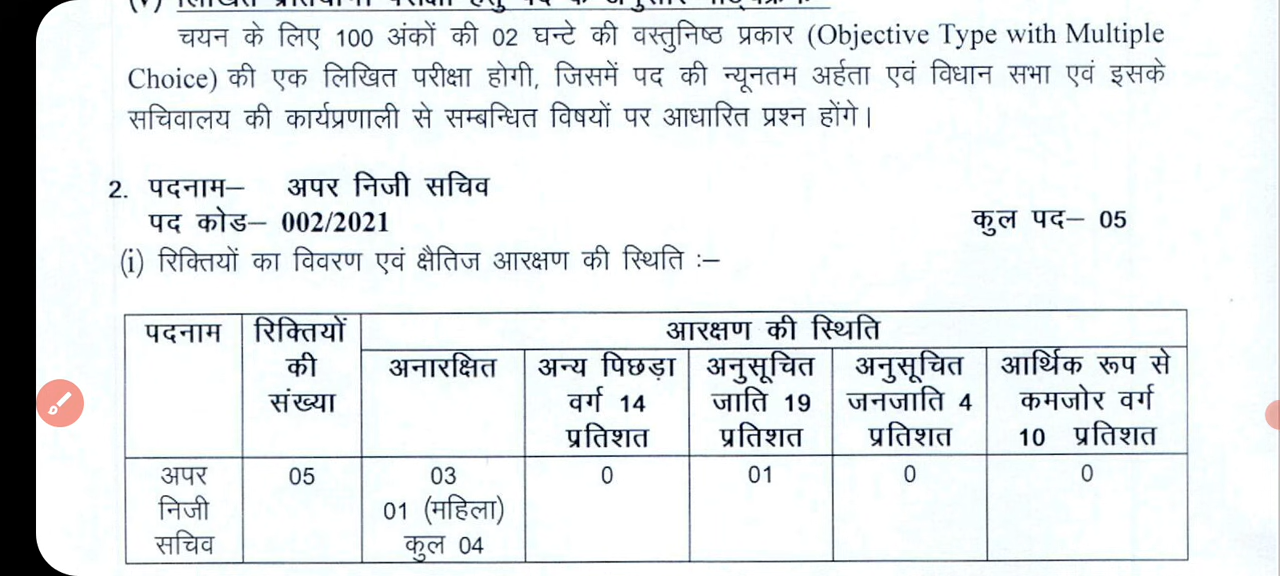 चयन के लिए 100 अंकों की 02 घन्टे की वस्तुनिष्ठ प्रकार (Objective Type with Multiple
Choice) की एक लिखित परीक्षा होगी, जिसमें पद की न्यूनतम अर्हता एवं विधान सभा एवं इसके
सचिवालय की कार्यप्रणाली से सम्बन्धित विषयों पर आधारित प्रश्न होंगे।
2. पदनाम– अपर निजी सचिव
पद कोड– 002/2021 कुल पद– 05
(i) रिक्तियों का विवरण एवं क्षैतिज आरक्षण की स्थिति :–
पदनाम रिक्तियों की संख्या आरक्षण की स्थिति
अनारक्षित अन्य पिछड़ा वर्ग 14 प्रतिशत अनुसूचित जाति 19 प्रतिशत अनुसूचित जनजाति 4 प्रतिशत आर्थिक रूप से कमजोर वर्ग 10 प्रतिशत
अपर निजी सचिव 05 03 01 (महिला) कुल 04 0 01 0 0